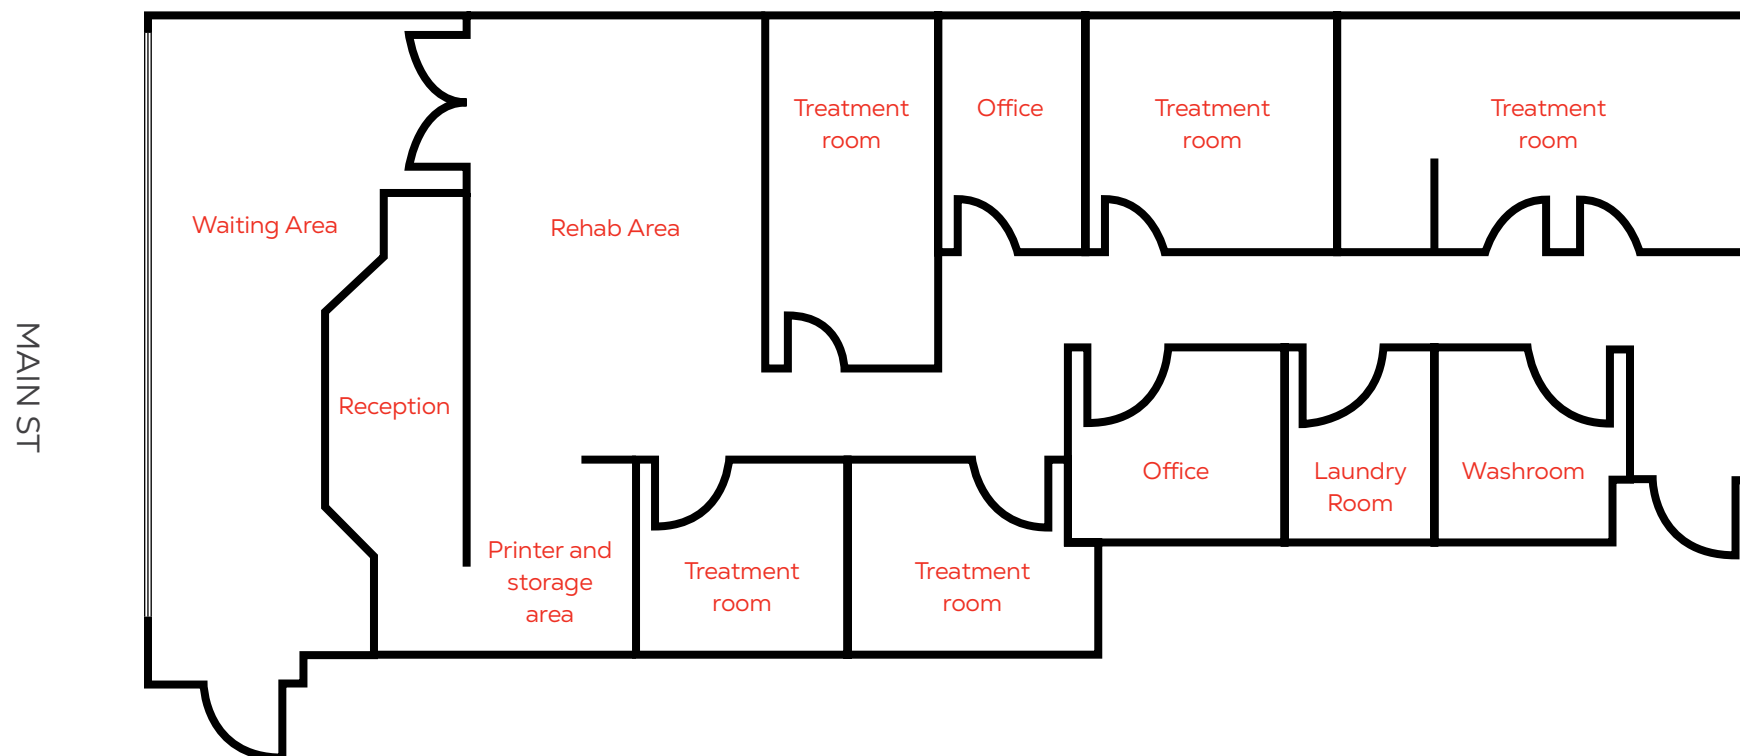 Treatment
room
Office
Treatment
room
Treatment
room
Waiting Area
Rehab Area
MAIN ST
Reception
Office
Laundry
Room
Washroom
Printer and
storage
area
Treatment
room
Treatment
room